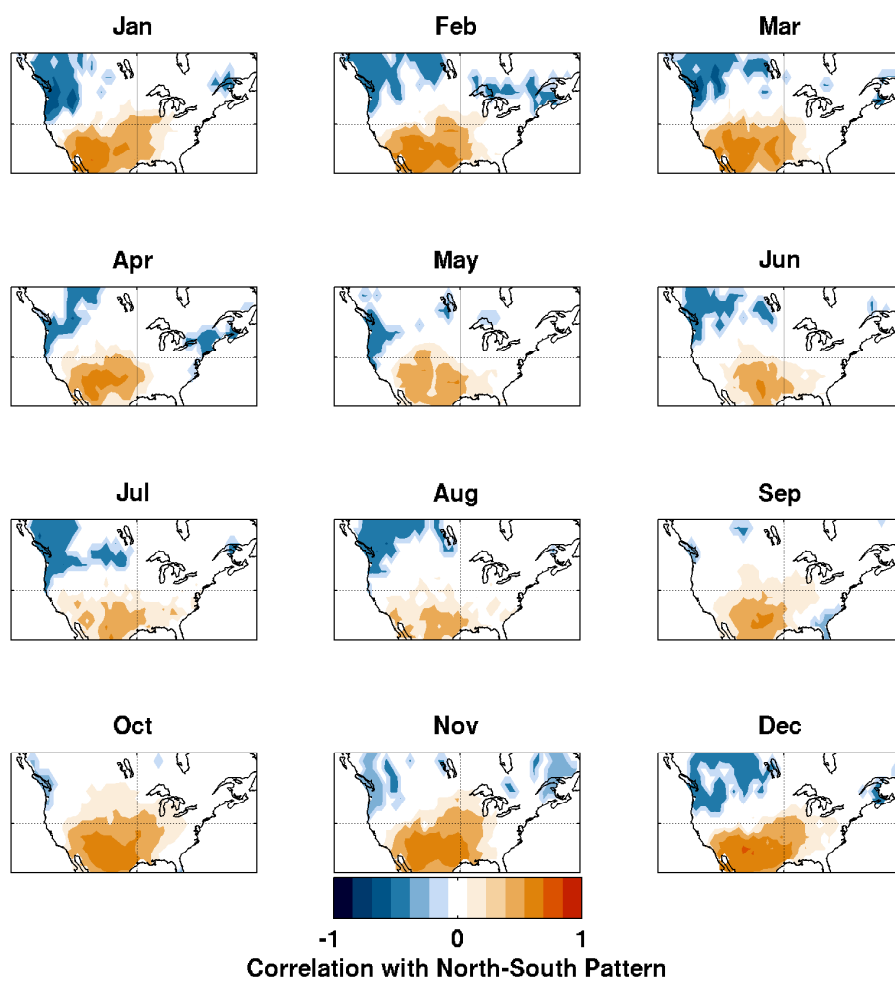 Jan Feb Mar
Apr May Jun
Jul Aug Sep
Oct Nov Dec
-1 0 1
Correlation with North-South Pattern